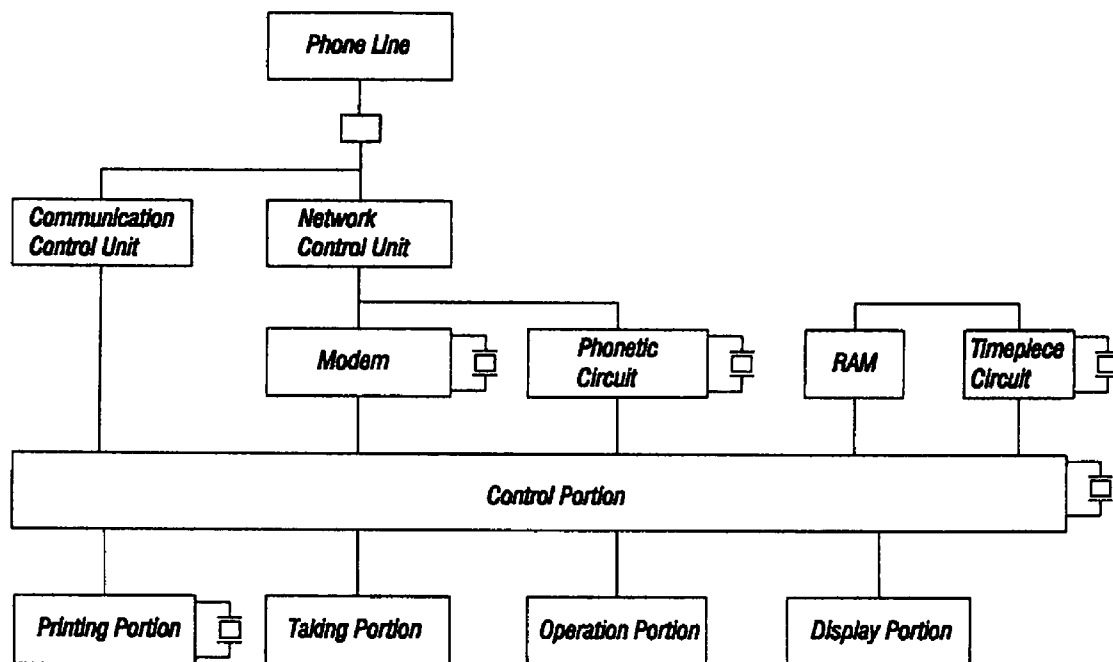 Phone Line
Communication
Control Unit
Network
Control Unit
Modem
Phonetic
Circuit
RAM
Timepiece
Circuit
Control Portion
Printing Portion
Taking Portion
Operation Portion
Display Portion